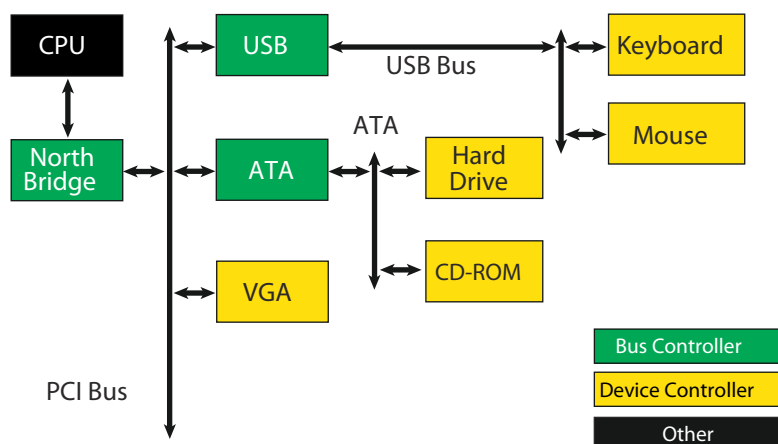 CPU
USB
USB Bus
Keyboard
Mouse
North
Bridge
ATA
ATA
Hard
Drive
CD-ROM
VGA
PCI Bus
Bus Controller
Device Controller
Other